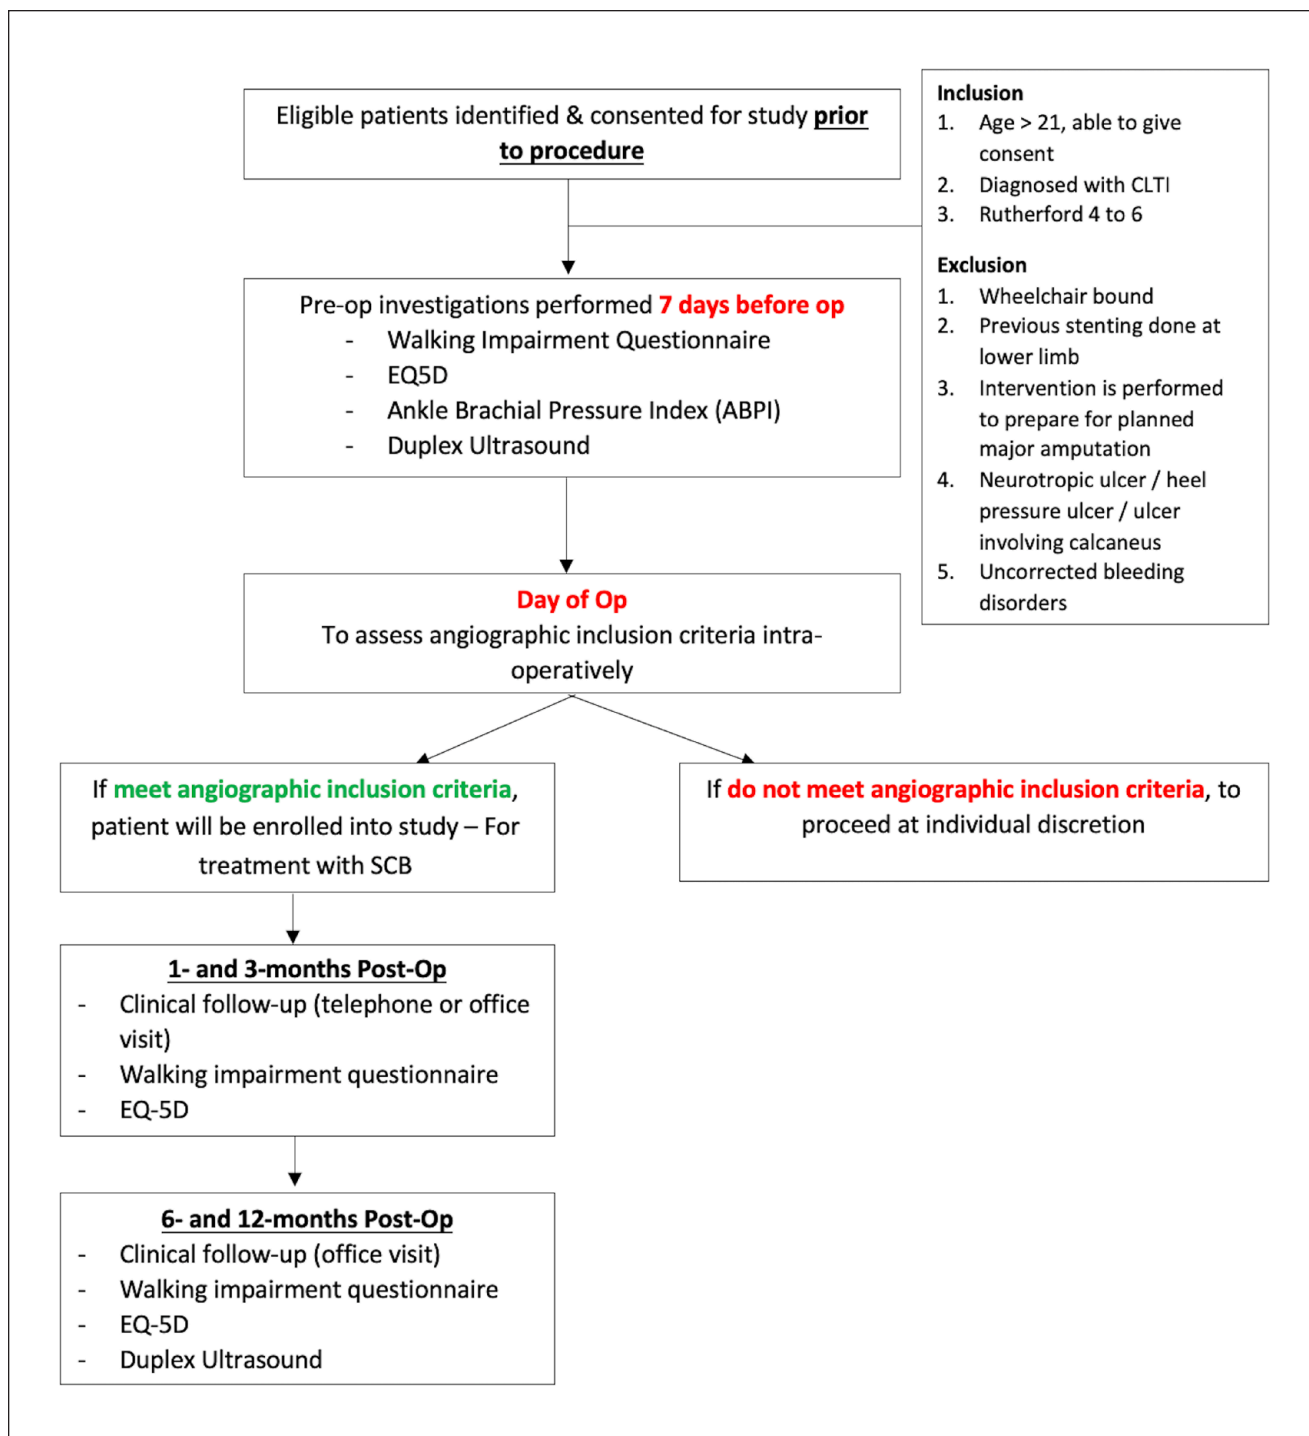 Eligible patients identified & consented for study prior
to procedure
Inclusion
1. Age > 21, able to give
consent
2. Diagnosed with CLTI
3. Rutherford 4 to 6
Exclusion
1. Wheelchair bound
2. Previous stenting done at
lower limb
3. Intervention is performed
to prepare for planned
major amputation
4. Neurotropic ulcer / heel
pressure ulcer / ulcer
involving calcaneus
5. Uncorrected bleeding
disorders
Pre-op investigations performed 7 days before op
- Walking Impairment Questionnaire
- EQ5D
- Ankle Brachial Pressure Index (ABPI)
- Duplex Ultrasound
Day of Op
To assess angiographic inclusion criteria intra-
operatively
If meet angiographic inclusion criteria,
patient will be enrolled into study – For
treatment with SCB
If do not meet angiographic inclusion criteria, to
proceed at individual discretion
1- and 3-months Post-Op
- Clinical follow-up (telephone or office
visit)
- Walking impairment questionnaire
- EQ-5D
6- and 12-months Post-Op
- Clinical follow-up (office visit)
- Walking impairment questionnaire
- EQ-5D
- Duplex Ultrasound